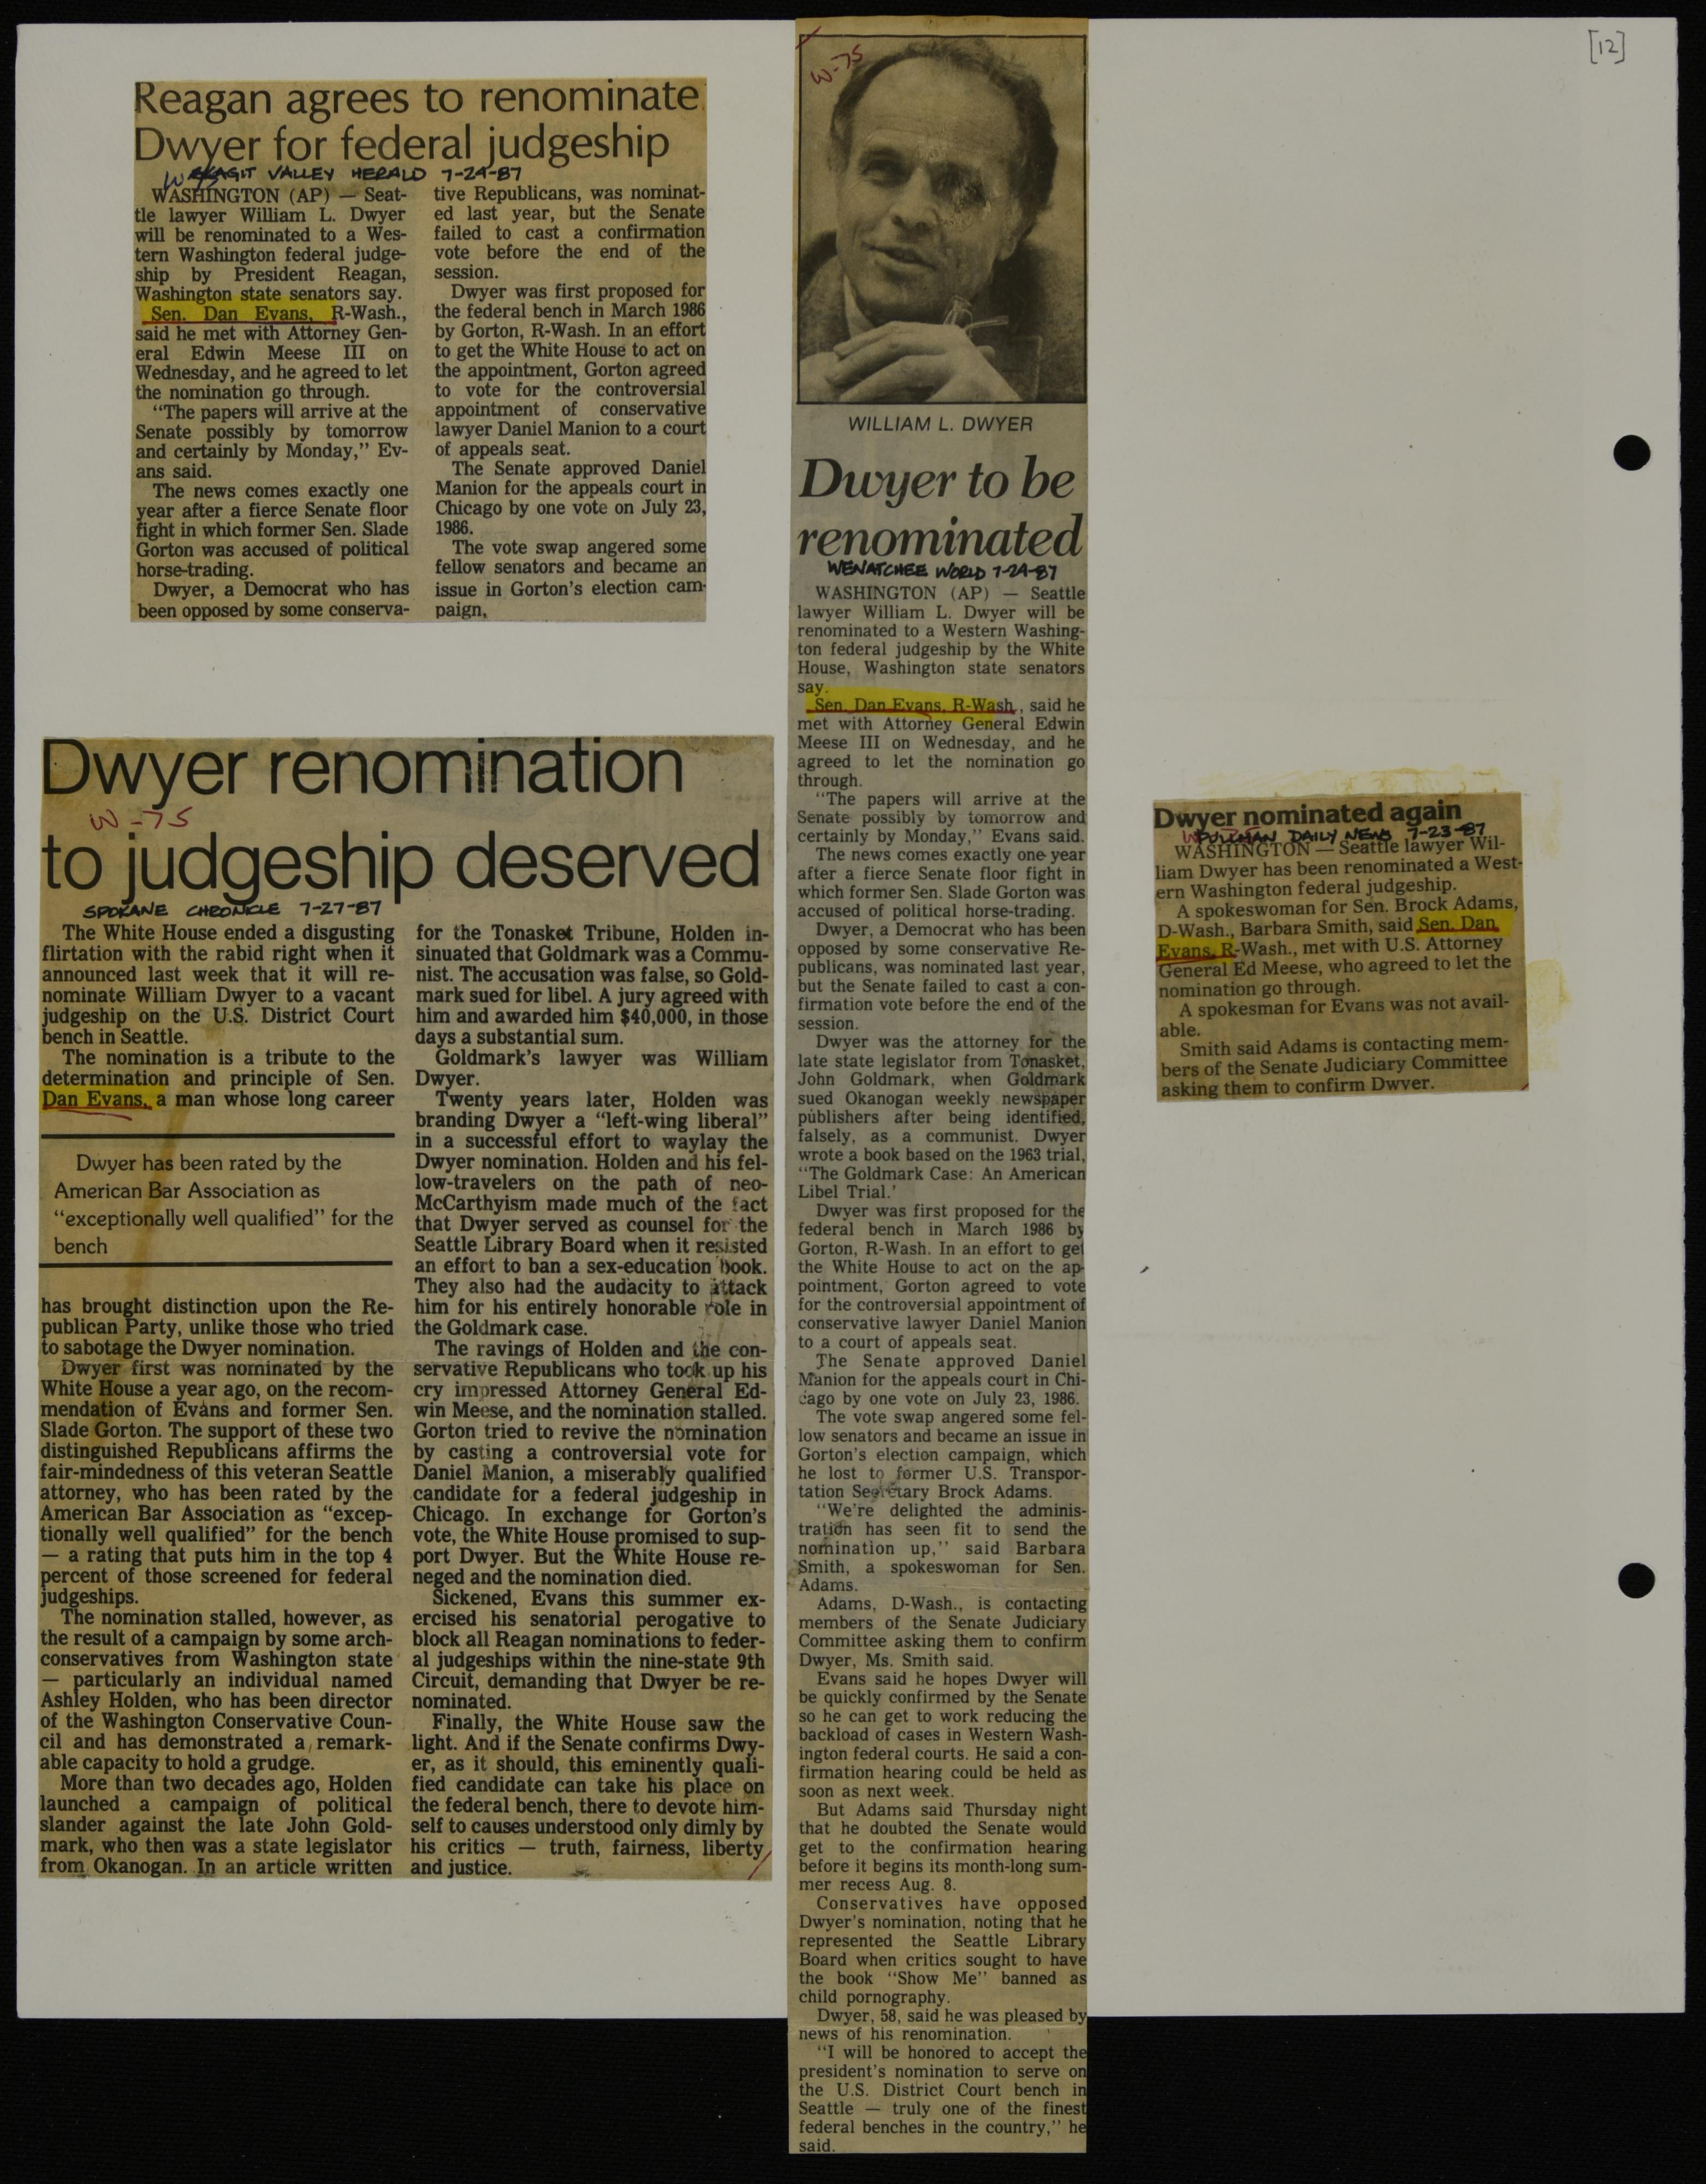 [12]
Reagan agrees to renominate
Dwyer for federal judgeship
SKAGIT VALLEY HERALD 7-24-87
WASHINGTON (AP) — Seat-
tle lawyer William L. Dwyer
will be renominated to a Wes-
tern Washington federal judge-
ship by President Reagan,
Washington state senators say.
Sen. Dan Evans, R-Wash.,
said he met with Attorney Gen-
eral Edwin Meese III on
Wednesday, and he agreed to let
the nomination go through.
“The papers will arrive at the
Senate possibly by tomorrow
and certainly by Monday,” Ev-
ans said.
The news comes exactly one
year after a fierce Senate floor
fight in which former Sen. Slade
Gorton was accused of political
horse-trading.
Dwyer, a Democrat who has
been opposed by some conserva-
tive Republicans, was nominat-
ed last year, but the Senate
failed to cast a confirmation
vote before the end of the
session.
Dwyer was first proposed for
the federal bench in March 1986
by Gorton, R-Wash. In an effort
to get the White House to act on
the appointment, Gorton agreed
to vote for the controversial
appointment of conservative
lawyer Daniel Manion to a court
of appeals seat.
The Senate approved Daniel
Manion for the appeals court in
Chicago by one vote on July 23,
1986.
The vote swap angered some
fellow senators and became an
issue in Gorton's election cam-
paign,
Dwyer renomination
W-75
to judgeship deserved
SPOKANE CHRONICLE 7-27-87
The White House ended a disgusting
flirtation with the rabid right when it
announced last week that it will re-
nominate William Dwyer to a vacant
judgeship on the U.S. District Court
bench in Seattle.
The nomination is a tribute to the
determination and principle of Sen.
Dan Evans, a man whose long career
Dwyer has been rated by the
American Bar Association as
“exceptionally well qualified” for the
bench
has brought distinction upon the Re-
publican Party, unlike those who tried
to sabotage the Dwyer nomination.
Dwyer first was nominated by the
White House a year ago, on the recom-
mendation of Evans and former Sen.
Slade Gorton. The support of these two
distinguished Republicans affirms the
fair-mindedness of this veteran Seattle
attorney, who has been rated by the
American Bar Association as “excep-
tionally well qualified” for the bench
— a rating that puts him in the top 4
percent of those screened for federal
judgeships.
The nomination stalled, however, as
the result of a campaign by some arch-
conservatives from Washington state
— particularly an individual named
Ashley Holden, who has been director
of the Washington Conservative Coun-
cil and has demonstrated a remark-
able capacity to hold a grudge.
More than two decades ago, Holden
launched a campaign of political
slander against the late John Gold-
mark, who then was a state legislator
from Okanogan. In an article written
for the Tonasket Tribune, Holden in-
sinuated that Goldmark was a Commu-
nist. The accusation was false, so Gold-
mark sued for libel. A jury agreed with
him and awarded him $40,000, in those
days a substantial sum.
Goldmark's lawyer was William
Dwyer.
Twenty years later, Holden was
branding Dwyer a “left-wing liberal”
in a successful effort to waylay the
Dwyer nomination. Holden and his fel-
low-travelers on the path of neo-
McCarthyism made much of the fact
that Dwyer served as counsel for the
Seattle Library Board when it resisted
an effort to ban a sex-education book.
They also had the audacity to attack
him for his entirely honorable role in
the Goldmark case.
The ravings of Holden and the con-
servative Republicans who took up his
cry impressed Attorney General Ed-
win Meese, and the nomination stalled.
Gorton tried to revive the nomination
by casting a controversial vote for
Daniel Manion, a miserably qualified
candidate for a federal judgeship in
Chicago. In exchange for Gorton's
vote, the White House promised to sup-
port Dwyer. But the White House re-
neged and the nomination died.
Sickened, Evans this summer ex-
ercised his senatorial perogative to
block all Reagan nominations to feder-
al judgeships within the nine-state 9th
Circuit, demanding that Dwyer be re-
nominated.
Finally, the White House saw the
light. And if the Senate confirms Dwy-
er, as it should, this eminently quali-
fied candidate can take his place on
the federal bench, there to devote him-
self to causes understood only dimly by
his critics — truth, fairness, liberty
and justice.
W-75
WILLIAM L. DWYER
Dwyer to be
renominated
WENATCHEE WORLD 7-24-87
WASHINGTON (AP) — Seattle
lawyer William L. Dwyer will be
renominated to a Western Washing-
ton federal judgeship by the White
House, Washington state senators
say.
Sen. Dan Evans, R-Wash., said he
met with Attorney General Edwin
Meese III on Wednesday, and he
agreed to let the nomination go
through.
“The papers will arrive at the
Senate possibly by tomorrow and
certainly by Monday,” Evans said.
The news comes exactly one year
after a fierce Senate floor fight in
which former Sen. Slade Gorton was
accused of political horse-trading.
Dwyer, a Democrat who has been
opposed by some conservative Re-
publicans, was nominated last year,
but the Senate failed to cast a con-
firmation vote before the end of the
session.
Dwyer was the attorney for the
late state legislator from Tonasket,
John Goldmark, when Goldmark
sued Okanogan weekly newspaper
publishers after being identified,
falsely, as a communist. Dwyer
wrote a book based on the 1963 trial,
“The Goldmark Case: An American
Libel Trial.’
Dwyer was first proposed for the
federal bench in March 1986 by
Gorton, R-Wash. In an effort to get
the White House to act on the ap-
pointment, Gorton agreed to vote
for the controversial appointment of
conservative lawyer Daniel Manion
to a court of appeals seat.
The Senate approved Daniel
Manion for the appeals court in Chi-
cago by one vote on July 23, 1986.
The vote swap angered some fel-
low senators and became an issue in
Gorton's election campaign, which
he lost to former U.S. Transpor-
tation Secretary Brock Adams.
“We're delighted the adminis-
tration has seen fit to send the
nomination up,” said Barbara
Smith, a spokeswoman for Sen.
Adams.
Adams, D-Wash., is contacting
members of the Senate Judiciary
Committee asking them to confirm
Dwyer, Ms. Smith said.
Evans said he hopes Dwyer will
be quickly confirmed by the Senate
so he can get to work reducing the
backload of cases in Western Wash-
ington federal courts. He said a con-
firmation hearing could be held as
soon as next week.
But Adams said Thursday night
that he doubted the Senate would
get to the confirmation hearing
before it begins its month-long sum-
mer recess Aug. 8.
Conservatives have opposed
Dwyer's nomination, noting that he
represented the Seattle Library
Board when critics sought to have
the book “Show Me” banned as
child pornography.
Dwyer, 58, said he was pleased by
news of his renomination.
“I will be honored to accept the
president's nomination to serve on
the U.S. District Court bench in
Seattle — truly one of the finest
federal benches in the country,” he
said.
Dwyer nominated again
PULLMAN DAILY NEWS 7-23-87
WASHINGTON — Seattle lawyer Wil-
liam Dwyer has been renominated a West-
ern Washington federal judgeship.
A spokeswoman for Sen. Brock Adams,
D-Wash., Barbara Smith, said Sen. Dan
Evans, R-Wash., met with U.S. Attorney
General Ed Meese, who agreed to let the
nomination go through.
A spokesman for Evans was not avail-
able.
Smith said Adams is contacting mem-
bers of the Senate Judiciary Committee
asking them to confirm Dwyer.